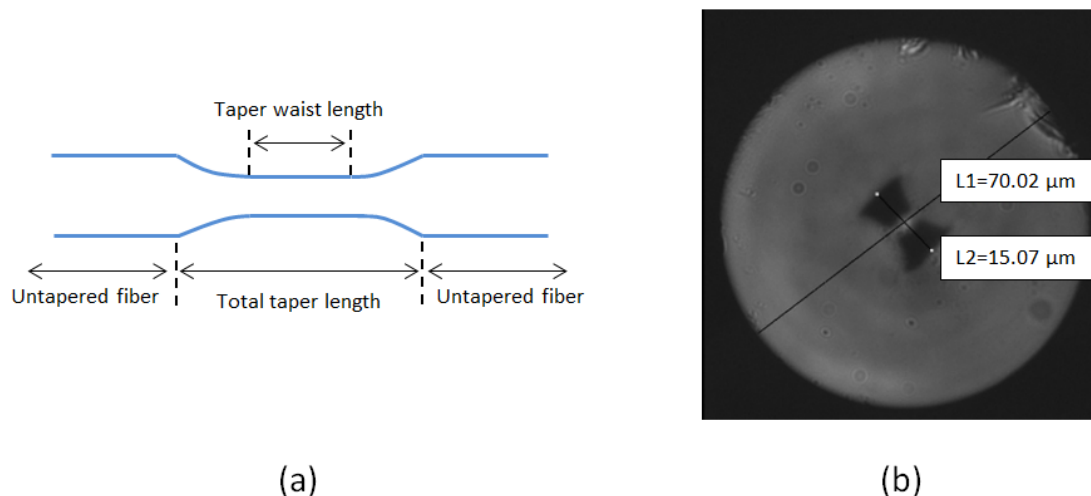 Taper waist length
Untapered fiber
Total taper length
Untapered fiber
(a)
L1=70.02 µm
L2=15.07 µm
(b)